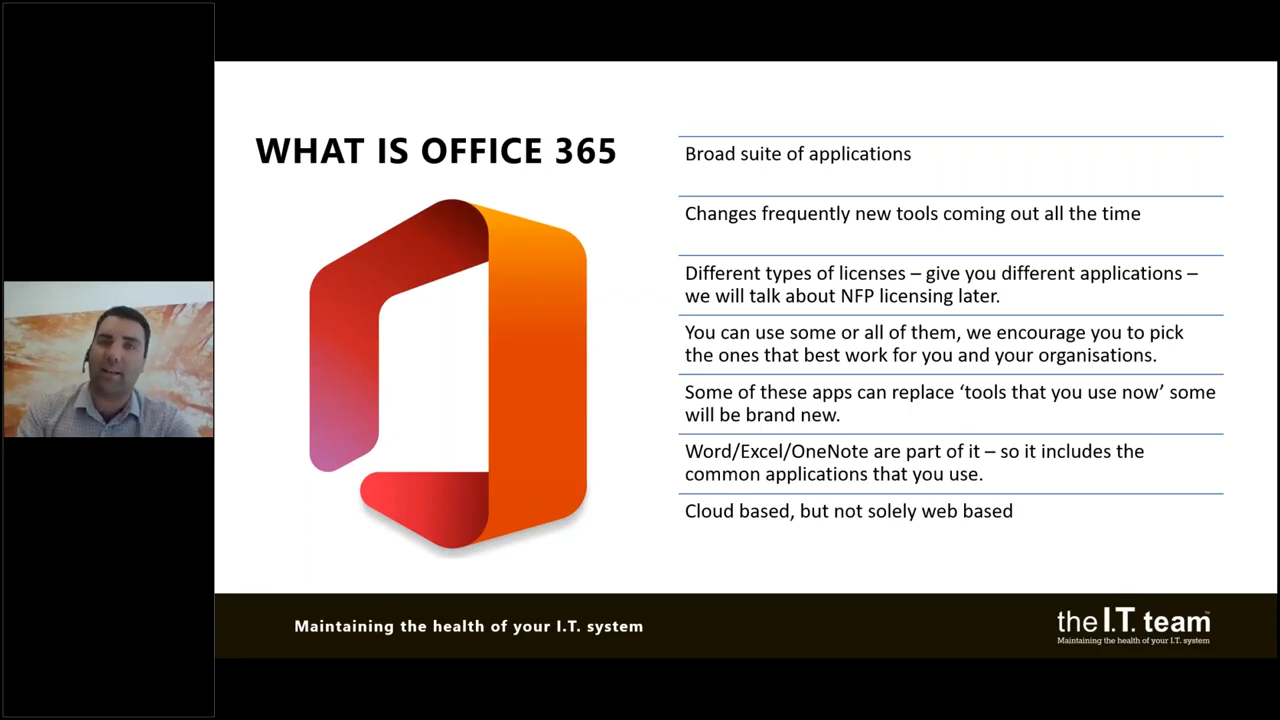 WHAT IS OFFICE 365
Broad suite of applications
Changes frequently new tools coming out all the time
Different types of licenses – give you different applications –
we will talk about NFP licensing later.
You can use some or all of them, we encourage you to pick
the ones that best work for you and your organisations.
Some of these apps can replace ‘tools that you use now’ some
will be brand new.
Word/Excel/OneNote are part of it – so it includes the
common applications that you use.
Cloud based, but not solely web based
Maintaining the health of your I.T. system
the I.T. team™
Maintaining the health of your I.T. system